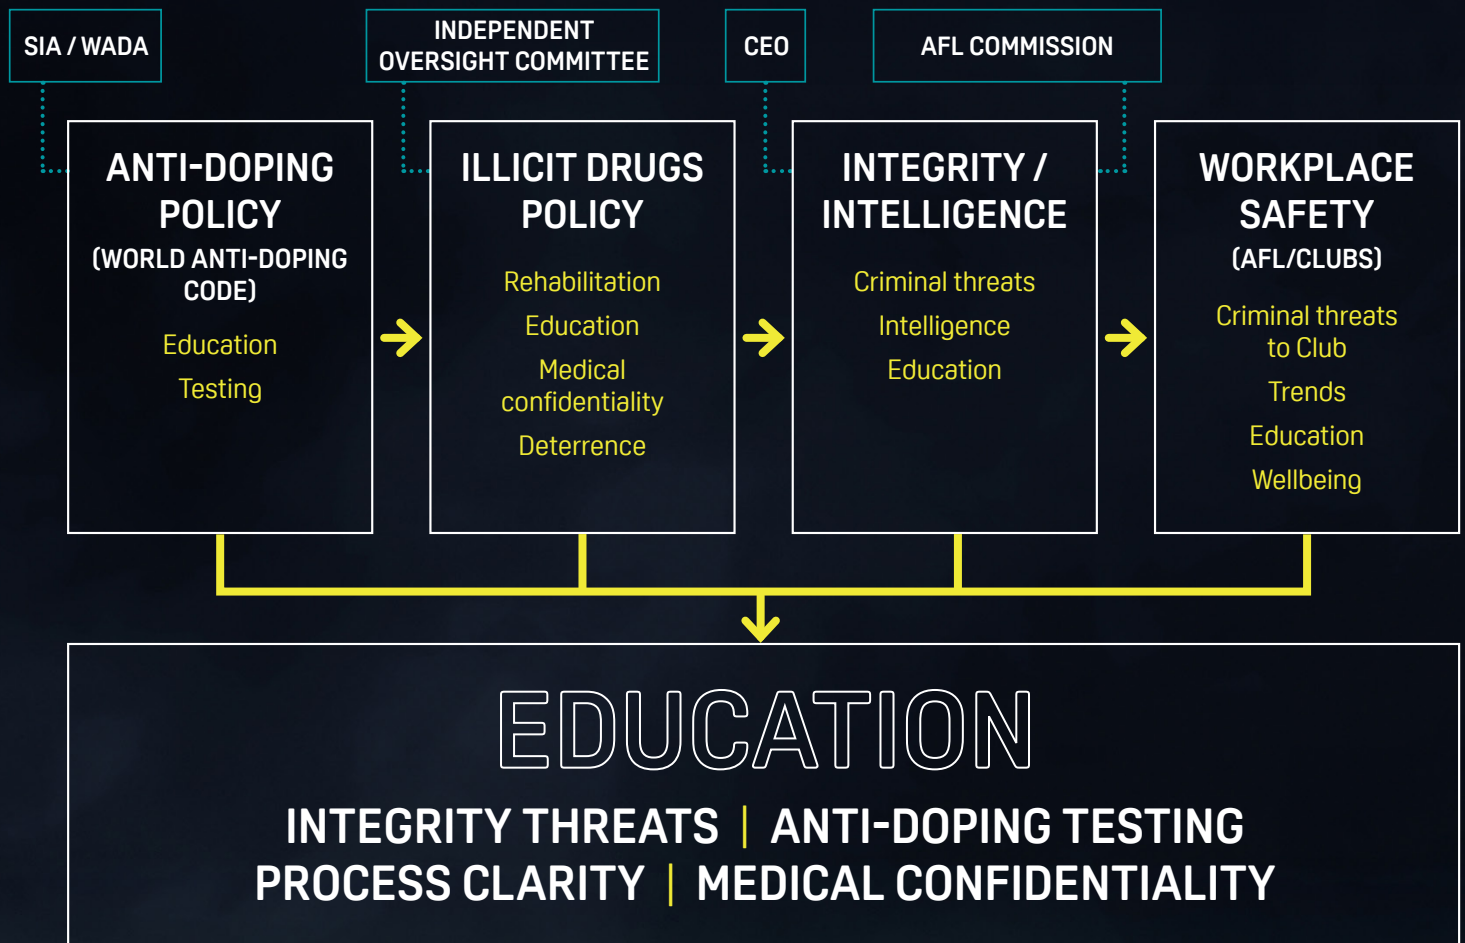 SIA / WADA
INDEPENDENT
OVERSIGHT COMMITTEE
CEO
AFL COMMISSION
ANTI-DOPING
POLICY
(WORLD ANTI-DOPING
CODE)
Education
Testing
ILLICIT DRUGS
POLICY
Rehabilitation
Education
Medical
confidentiality
Deterrence
INTEGRITY /
INTELLIGENCE
Criminal threats
Intelligence
Education
WORKPLACE
SAFETY
(AFL/CLUBS)
Criminal threats
to Club
Trends
Education
Wellbeing
EDUCATION
INTEGRITY THREATS | ANTI-DOPING TESTING
PROCESS CLARITY | MEDICAL CONFIDENTIALITY